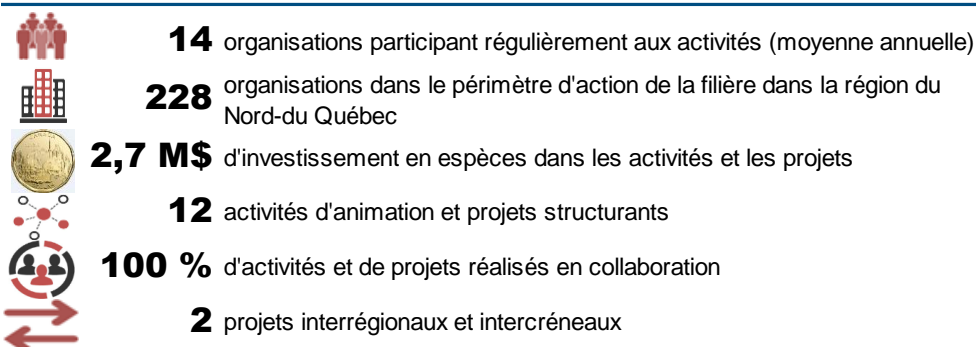 14 organisations participant régulièrement aux activités (moyenne annuelle)
228 organisations dans le périmètre d'action de la filière dans la région du
Nord-du Québec
2,7 M$ d'investissement en espèces dans les activités et les projets
12 activités d'animation et projets structurants
100 % d'activités et de projets réalisés en collaboration
2 projets interrégionaux et intercréneaux